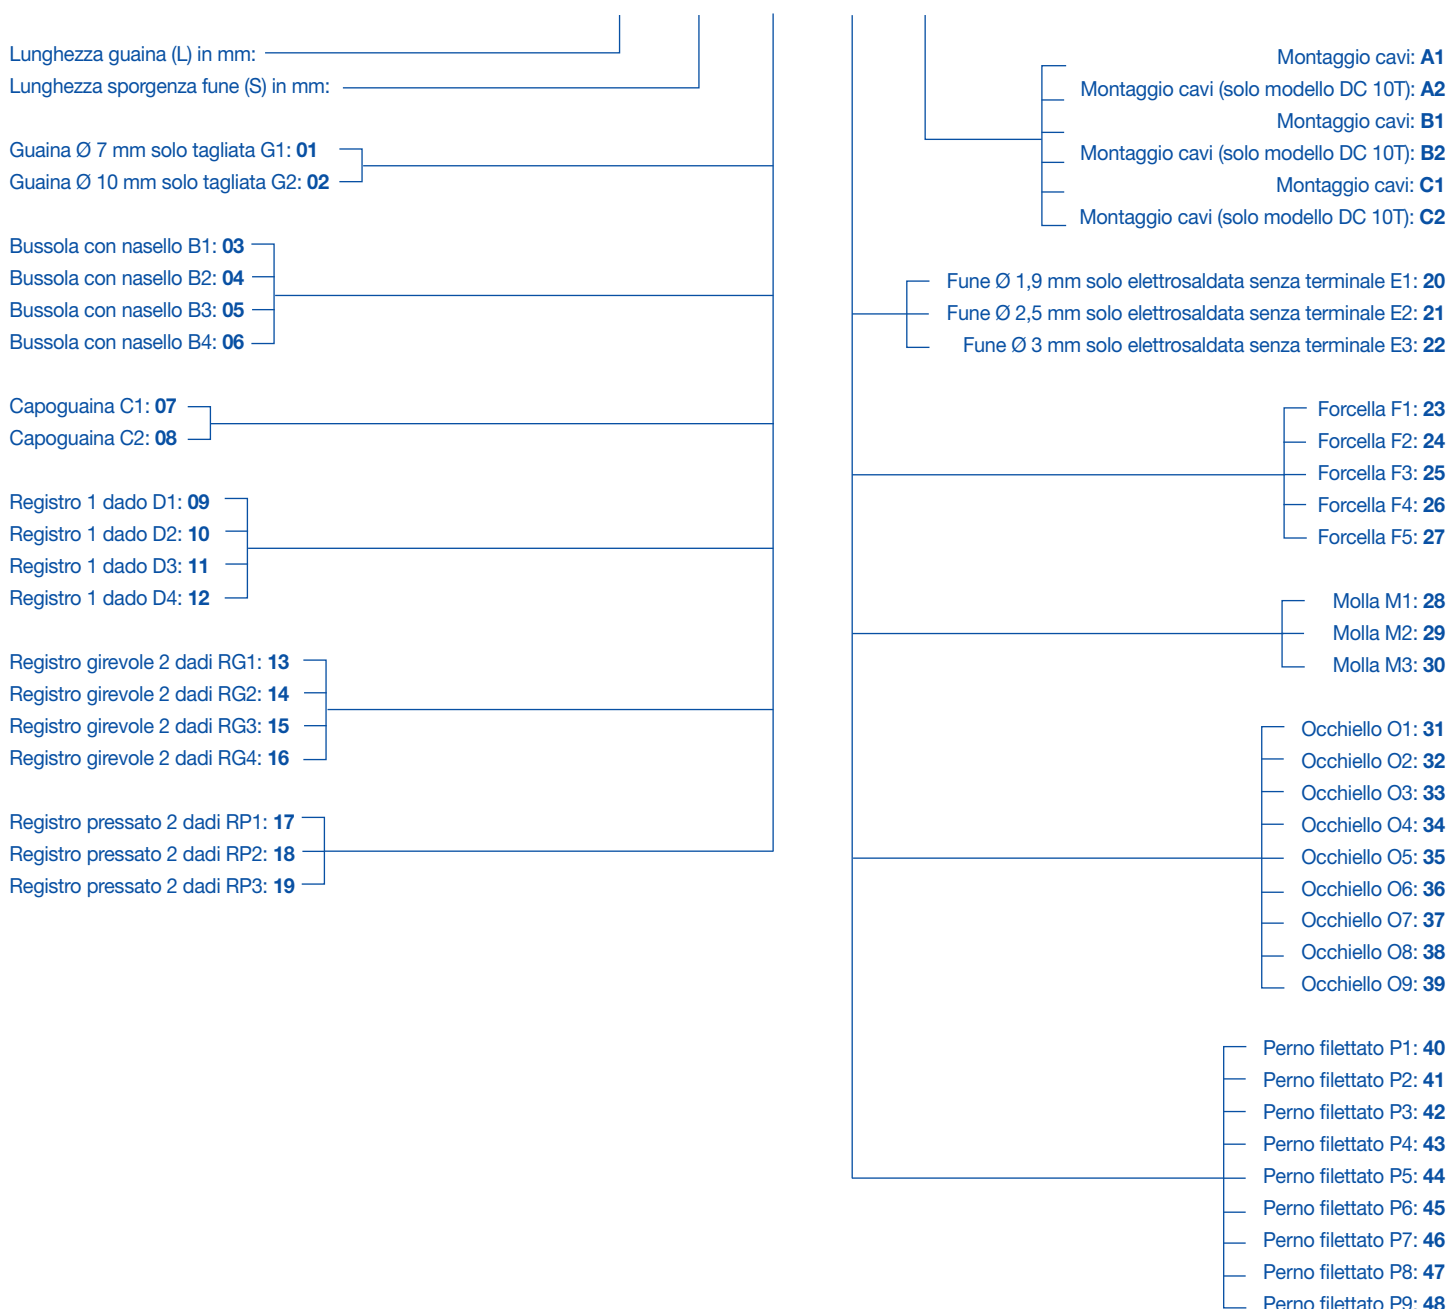 Lunghezza guaina (L) in mm:
Lunghezza sporgenza fune (S) in mm:
Guaina Ø 7 mm solo tagliata G1: 01
Guaina Ø 10 mm solo tagliata G2: 02
Bussola con nasello B1: 03
Bussola con nasello B2: 04
Bussola con nasello B3: 05
Bussola con nasello B4: 06
Capoguaina C1: 07
Capoguaina C2: 08
Registro 1 dado D1: 09
Registro 1 dado D2: 10
Registro 1 dado D3: 11
Registro 1 dado D4: 12
Registro girevole 2 dadi RG1: 13
Registro girevole 2 dadi RG2: 14
Registro girevole 2 dadi RG3: 15
Registro girevole 2 dadi RG4: 16
Registro pressato 2 dadi RP1: 17
Registro pressato 2 dadi RP2: 18
Registro pressato 2 dadi RP3: 19
Montaggio cavi: A1
Montaggio cavi (solo modello DC 10T): A2
Montaggio cavi: B1
Montaggio cavi (solo modello DC 10T): B2
Montaggio cavi: C1
Montaggio cavi (solo modello DC 10T): C2
Fune Ø 1,9 mm solo elettrosaldata senza terminale E1: 20
Fune Ø 2,5 mm solo elettrosaldata senza terminale E2: 21
Fune Ø 3 mm solo elettrosaldata senza terminale E3: 22
Forcella F1: 23
Forcella F2: 24
Forcella F3: 25
Forcella F4: 26
Forcella F5: 27
Molla M1: 28
Molla M2: 29
Molla M3: 30
Occhiello O1: 31
Occhiello O2: 32
Occhiello O3: 33
Occhiello O4: 34
Occhiello O5: 35
Occhiello O6: 36
Occhiello O7: 37
Occhiello O8: 38
Occhiello O9: 39
Perno filettato P1: 40
Perno filettato P2: 41
Perno filettato P3: 42
Perno filettato P4: 43
Perno filettato P5: 44
Perno filettato P6: 45
Perno filettato P7: 46
Perno filettato P8: 47
Perno filettato P9: 48